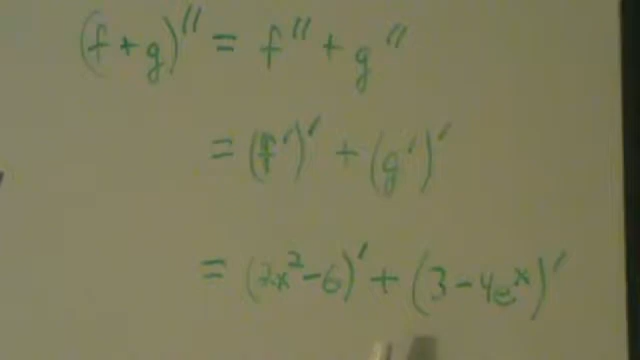 (f + g)'' = f'' + g''
= (f')' + (g')'
= (2x² - 6)' + (3 - 4eˣ)'